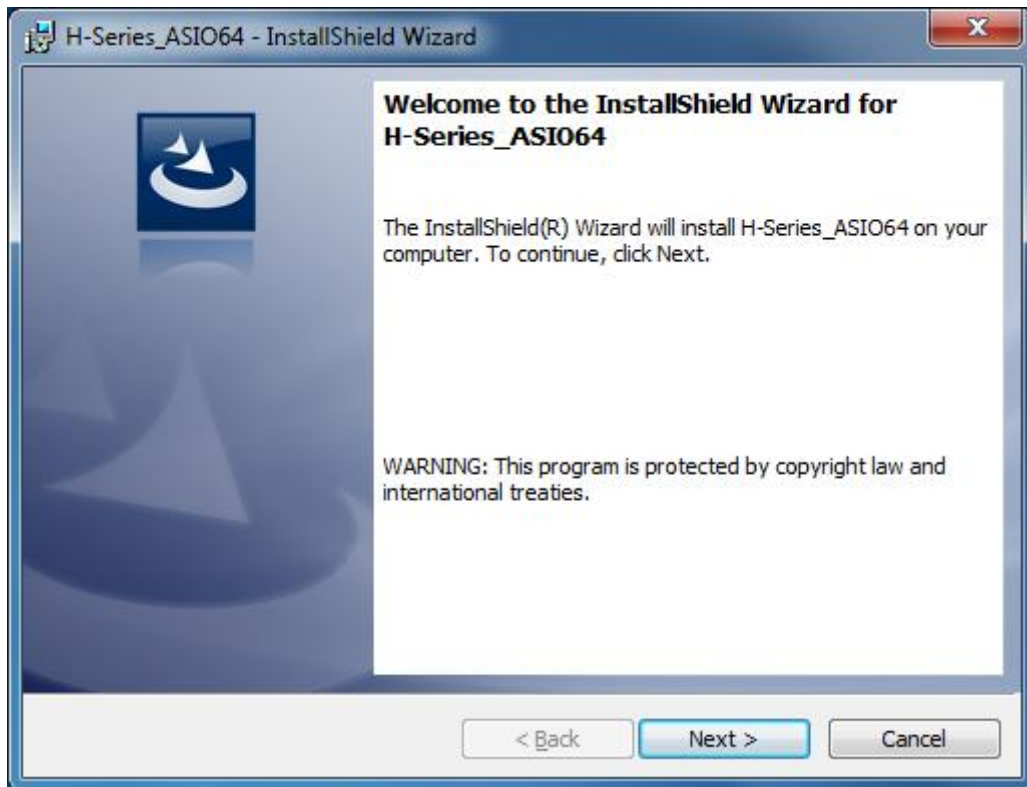 H-Series_ASIO64 - InstallShield Wizard
Welcome to the InstallShield Wizard for
H-Series_ASIO64
The InstallShield(R) Wizard will install H-Series_ASIO64 on your
computer. To continue, click Next.
WARNING: This program is protected by copyright law and
international treaties.
< Back
Next >
Cancel